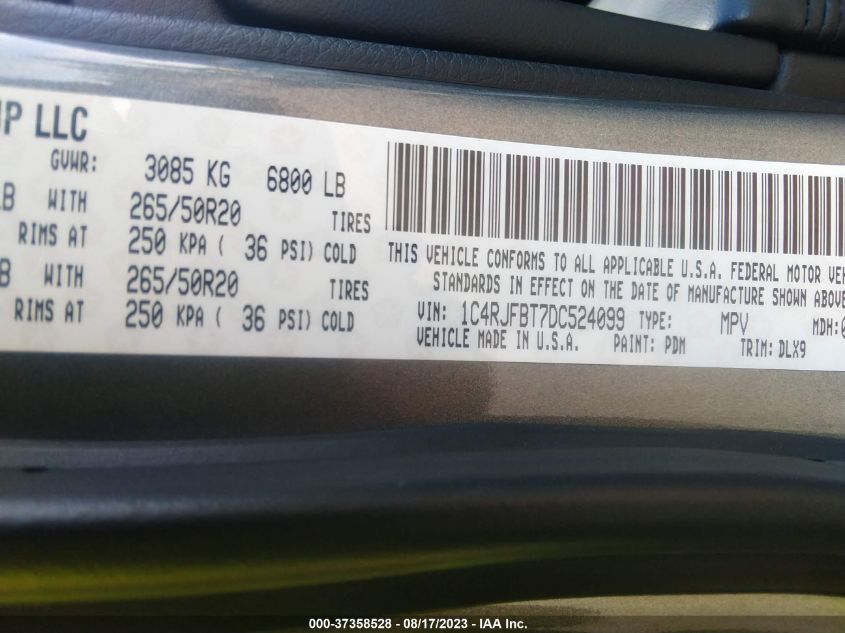 UP LLC
GVWR: 3085 KG 6800 LB
LB WITH 265/50R20 TIRES
RIMS AT 250 KPA ( 36 PSI) COLD
B WITH 265/50R20 TIRES
RIMS AT 250 KPA ( 36 PSI) COLD
THIS VEHICLE CONFORMS TO ALL APPLICABLE U.S.A. FEDERAL MOTOR VEH
STANDARDS IN EFFECT ON THE DATE OF MANUFACTURE SHOWN ABOVE
VIN: 1C4RJFBT7DC524099 TYPE: MPV MDH:0
VEHICLE MADE IN U.S.A. PAINT: PDM TRIM: DLX9
000-37358528 - 08/17/2023 - IAA Inc.